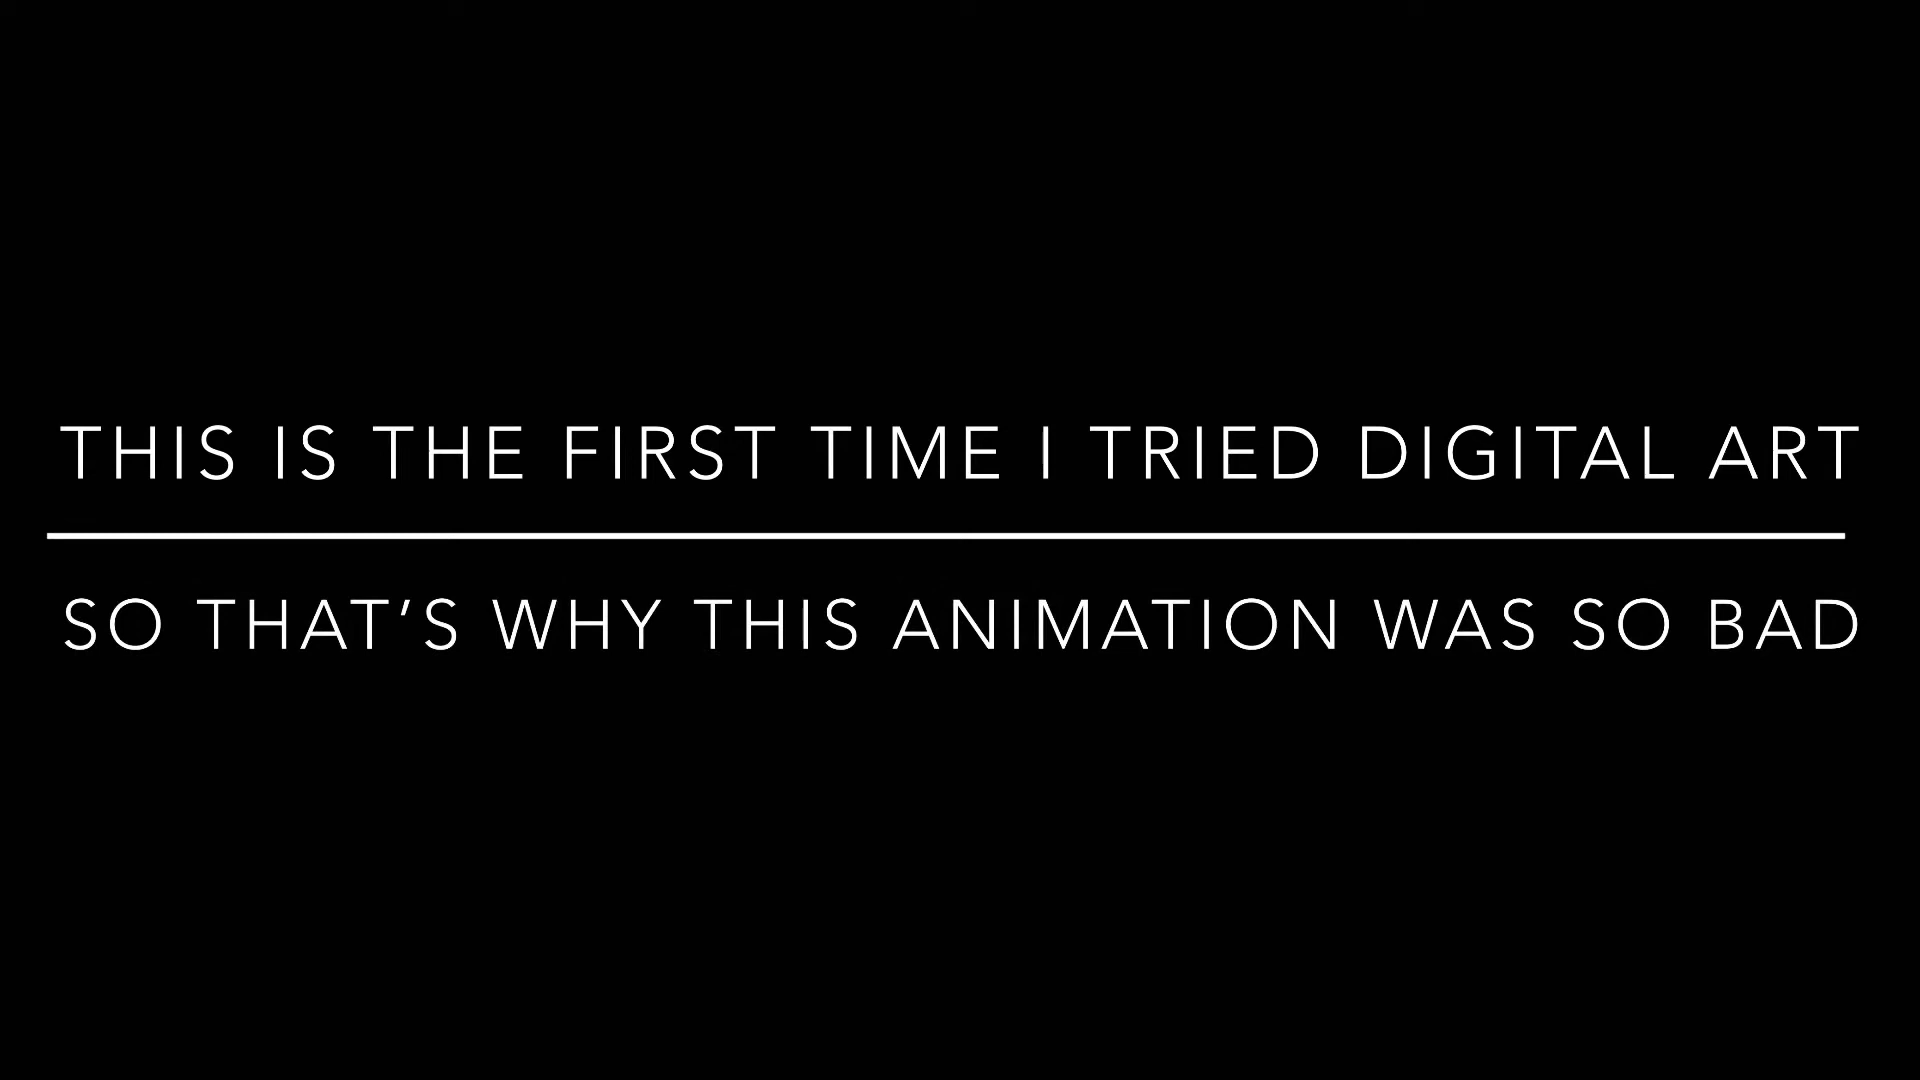 THIS IS THE FIRST TIME I TRIED DIGITAL ART
SO THAT’S WHY THIS ANIMATION WAS SO BAD